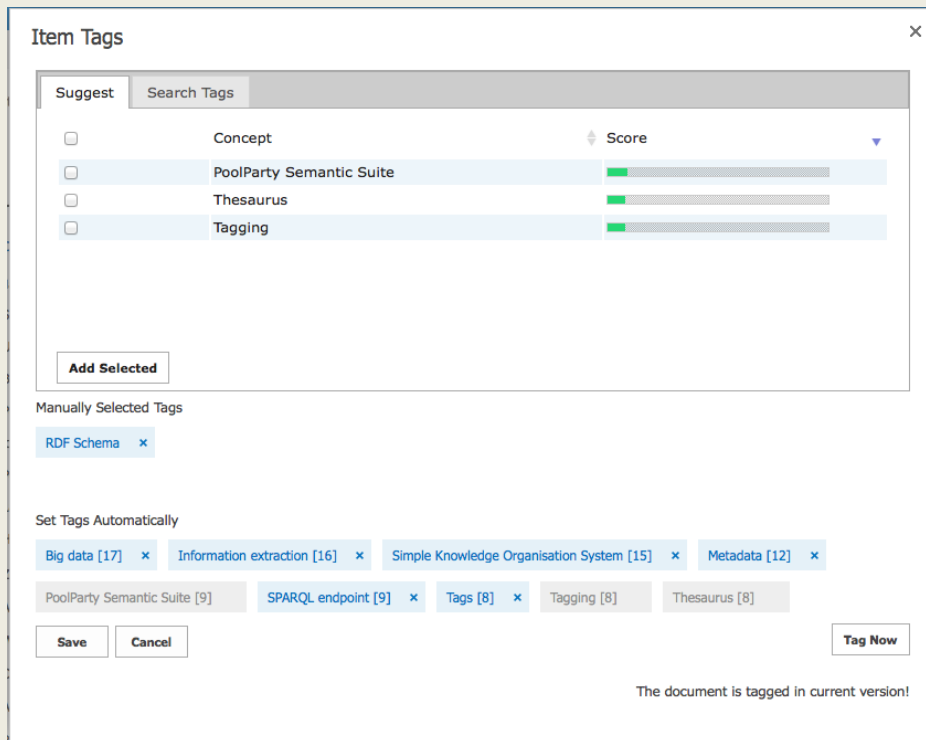 Item Tags ×
Suggest Search Tags
Concept Score
PoolParty Semantic Suite
Thesaurus
Tagging
Add Selected
Manually Selected Tags
RDF Schema ×
Set Tags Automatically
Big data [17] × Information extraction [16] × Simple Knowledge Organisation System [15] × Metadata [12] ×
PoolParty Semantic Suite [9] SPARQL endpoint [9] × Tags [8] × Tagging [8] Thesaurus [8]
Save Cancel Tag Now
The document is tagged in current version!